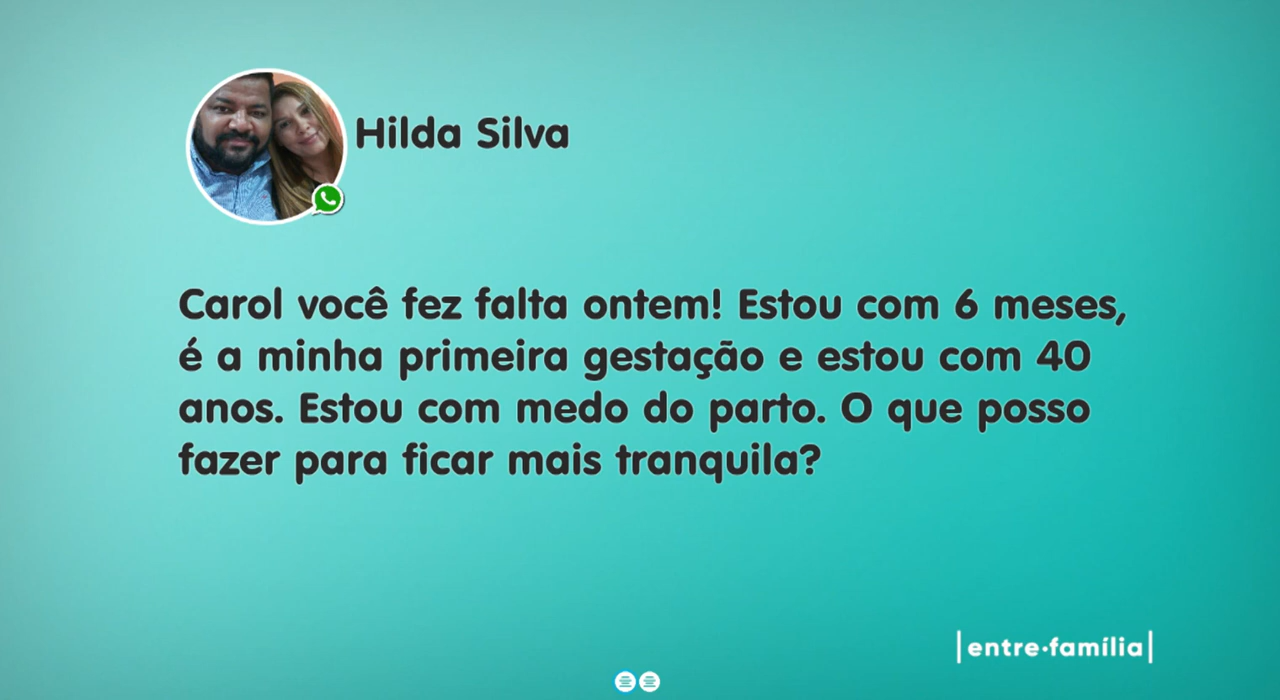 Hilda Silva
Carol você fez falta ontem! Estou com 6 meses,
é a minha primeira gestação e estou com 40
anos. Estou com medo do parto. O que posso
fazer para ficar mais tranquila?
|entre•família|